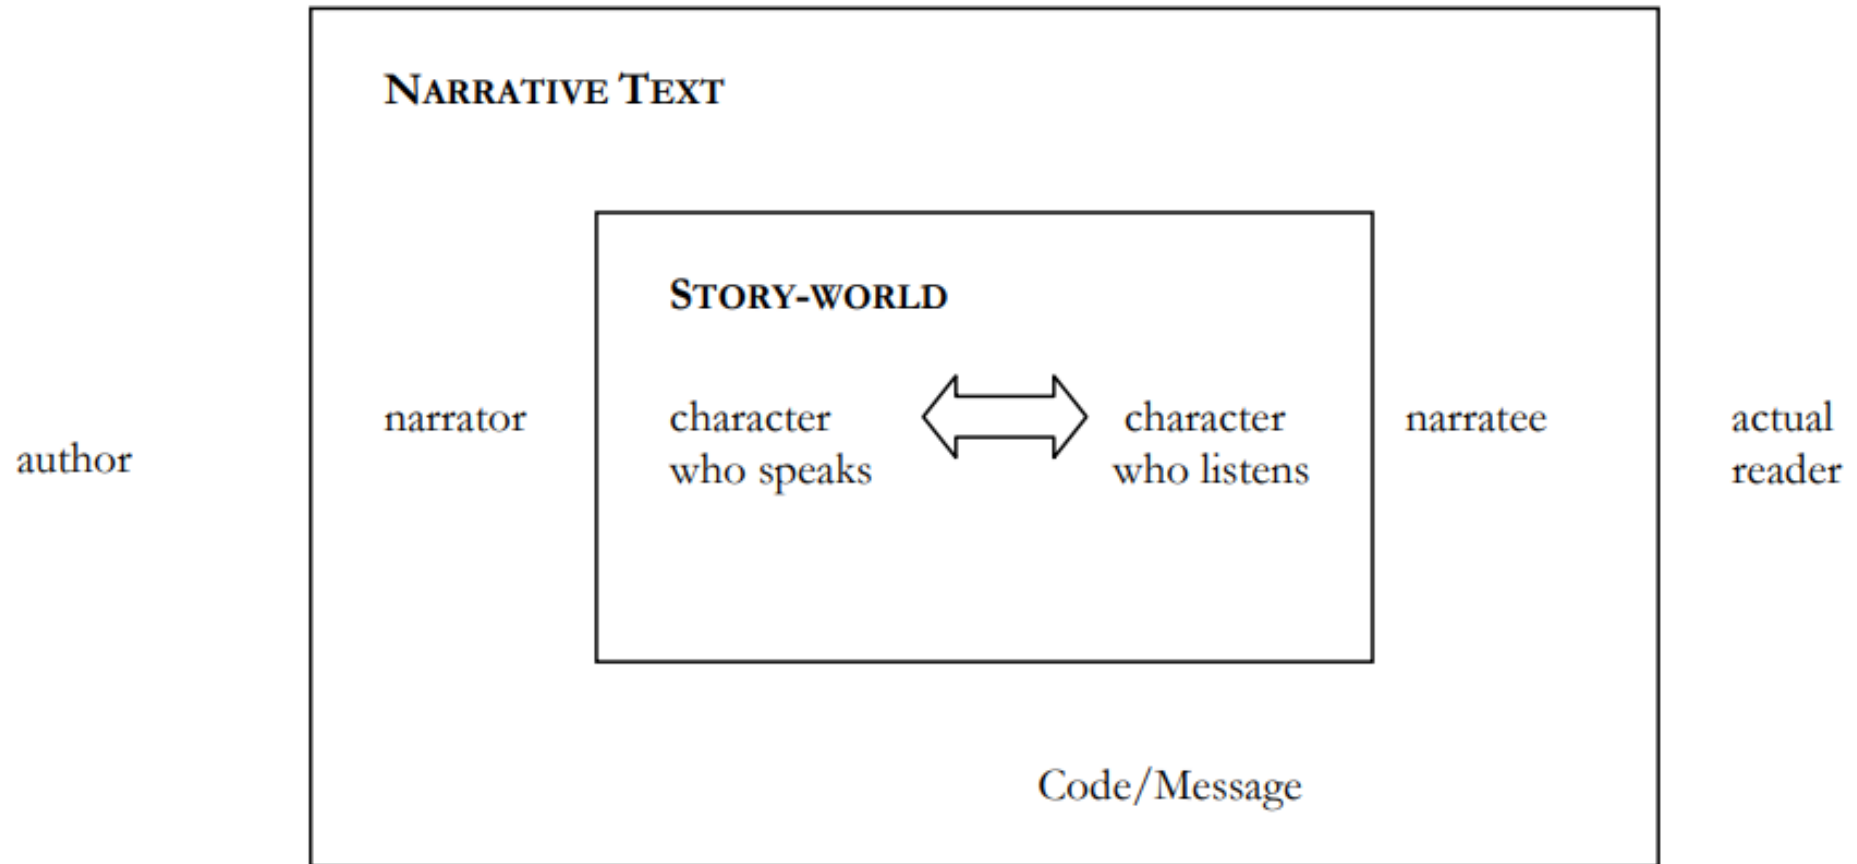 NARRATIVE TEXT
STORY-WORLD
author
narrator
character
who speaks
character
who listens
narratee
actual
reader
Code/Message